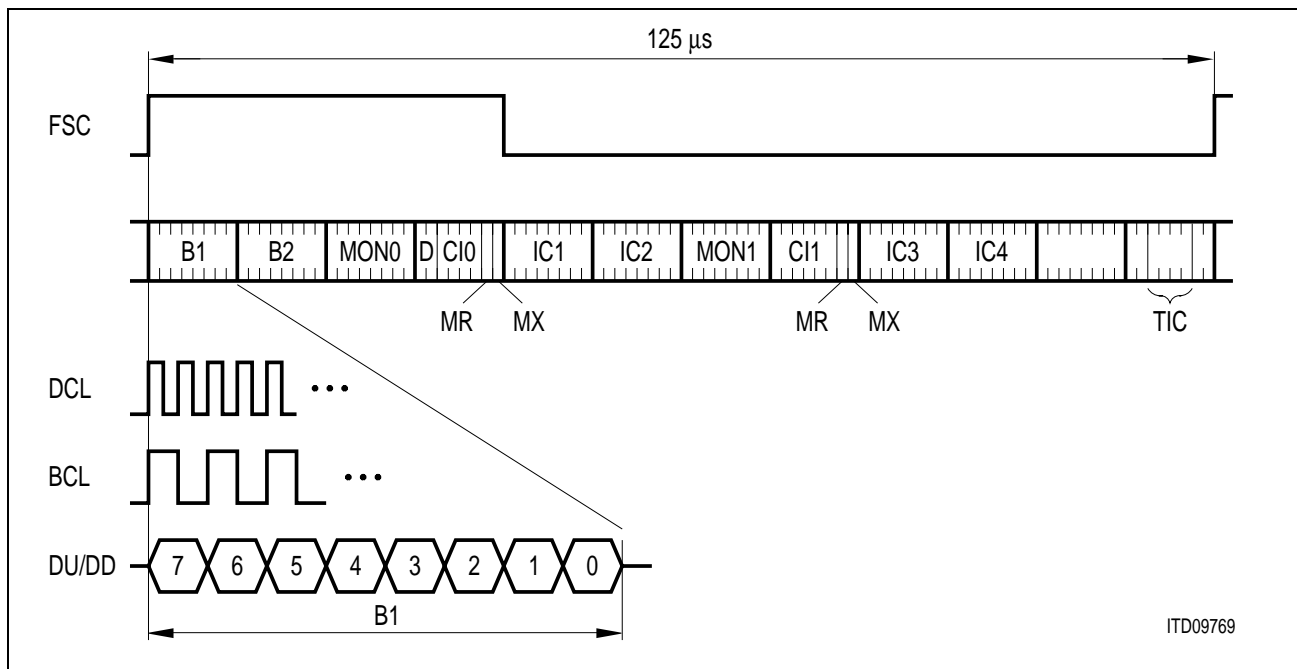 125 µs
FSC
B1 B2 MON0 D CI0 IC1 IC2 MON1 CI1 IC3 IC4
MR MX MR MX TIC
DCL
BCL
DU/DD 7 6 5 4 3 2 1 0
B1
ITD09769